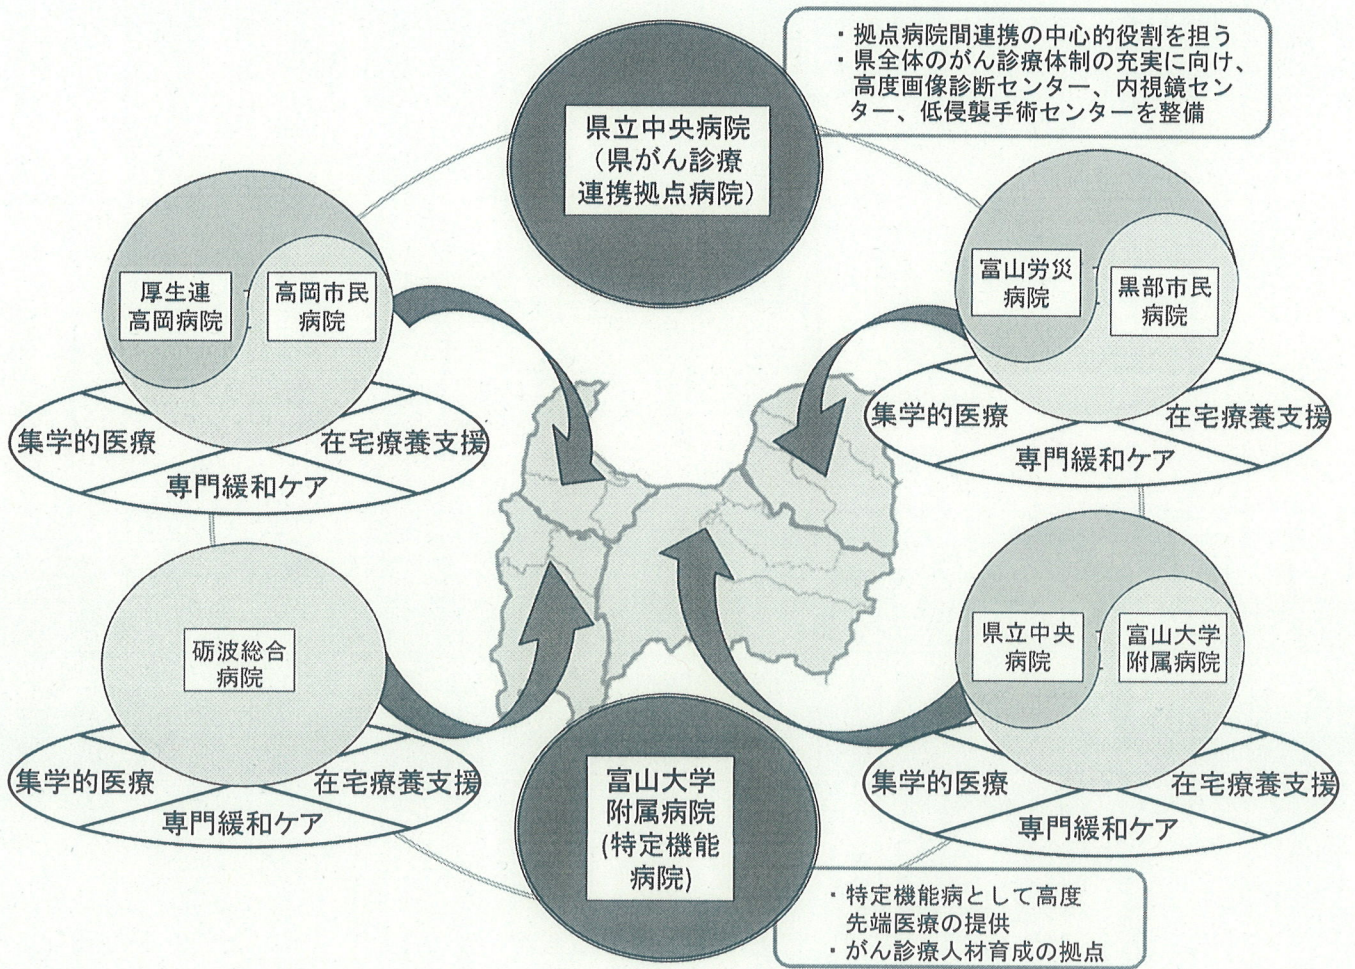 ・拠点病院間連携の中心的役割を担う
・県全体のがん診療体制の充実に向け、
高度画像診断センター、内視鏡セン
ター、低侵襲手術センターを整備
県立中央病院
（県がん診療
連携拠点病院）
厚生連
高岡病院
高岡市民
病院
集学的医療
在宅療養支援
専門緩和ケア
富山労災
病院
黒部市民
病院
集学的医療
在宅療養支援
専門緩和ケア
砺波総合
病院
集学的医療
在宅療養支援
専門緩和ケア
県立中央
病院
富山大学
附属病院
集学的医療
在宅療養支援
専門緩和ケア
富山大学
附属病院
(特定機能
病院)
・特定機能病として高度
先端医療の提供
・がん診療人材育成の拠点